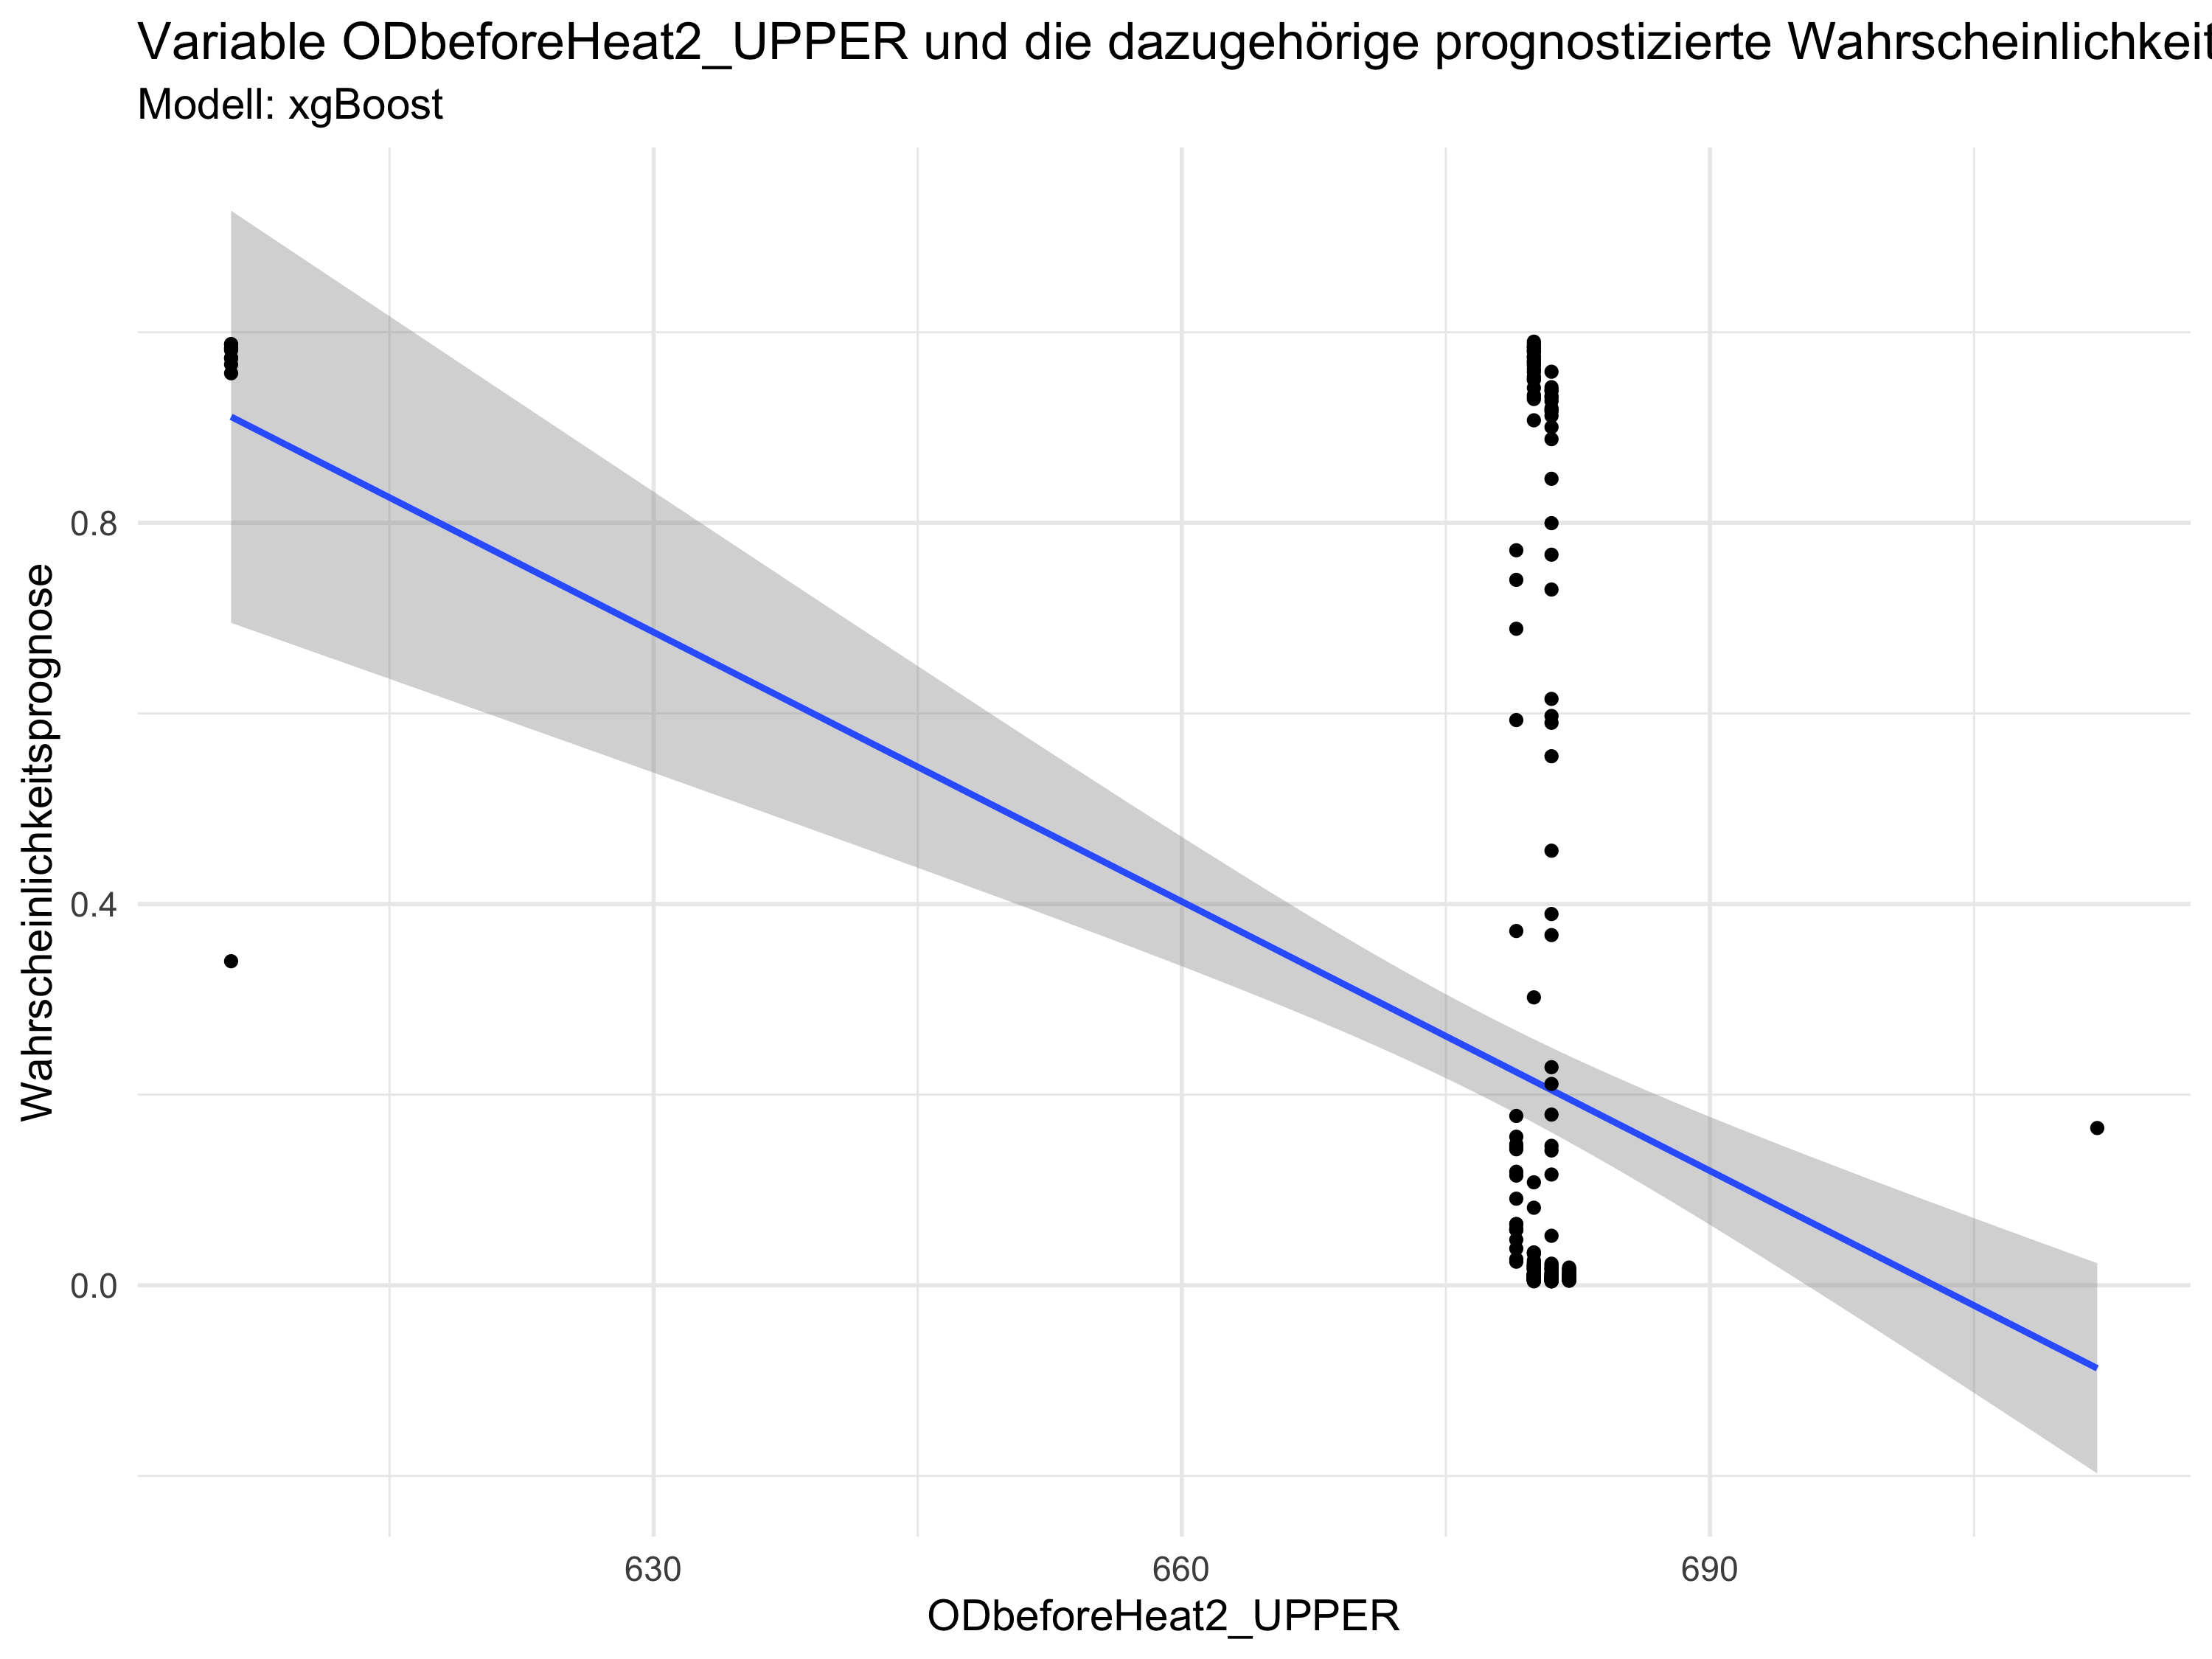 Variable ODbeforeHeat2_UPPER und die dazugehörige prognostizierte Wahrscheinlichkeit
Modell: xgBoost
Wahrscheinlichkeitsprognose
0.8
0.4
0.0
630 660 690
ODbeforeHeat2_UPPER